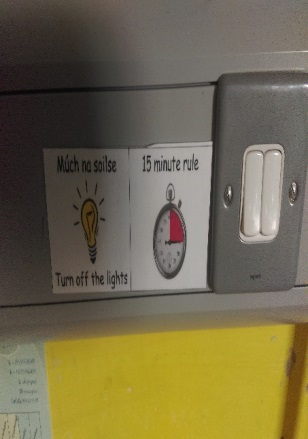 Múch na soilse
Turn off the lights
15 minute rule